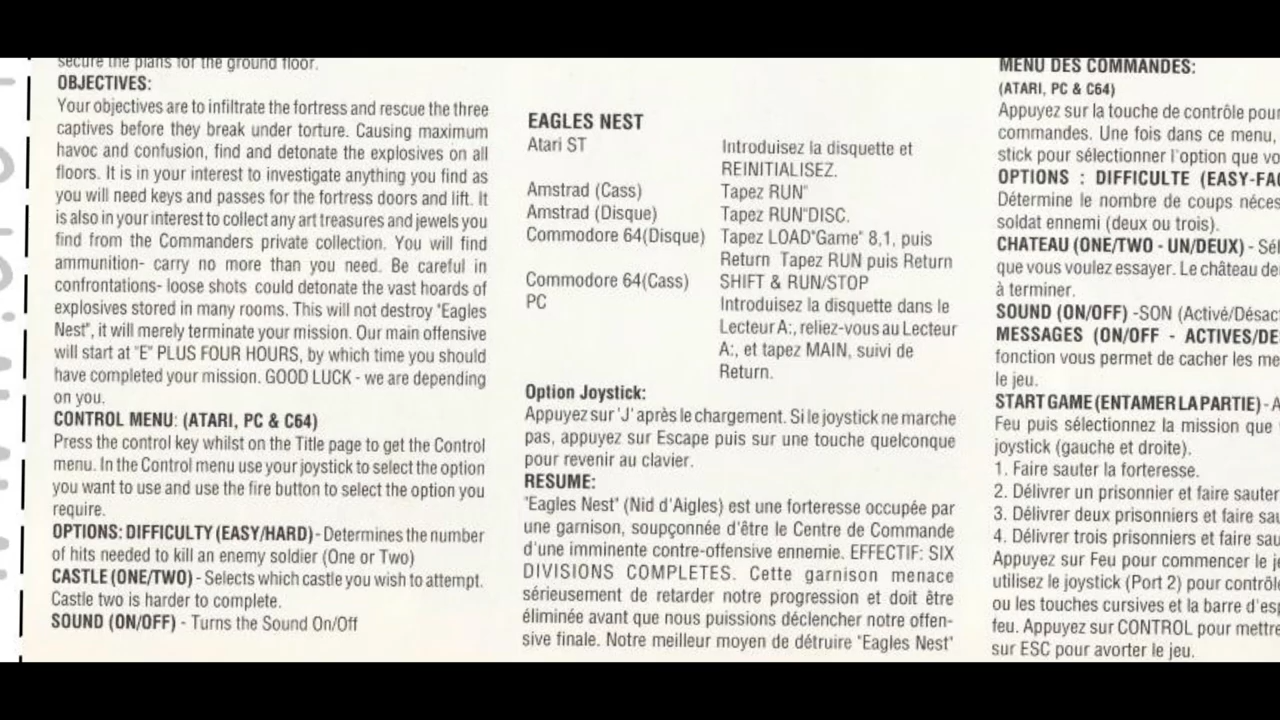 secure the plans for the ground floor.
OBJECTIVES:
Your objectives are to infiltrate the fortress and rescue the three
captives before they break under torture. Causing maximum
havoc and confusion, find and detonate the explosives on all
floors. It is in your interest to investigate anything you find as
you will need keys and passes for the fortress doors and lift. It
is also in your interest to collect any art treasures and jewels you
find from the Commanders private collection. You will find
ammunition- carry no more than you need. Be careful in
confrontations- loose shots could detonate the vast hoards of
explosives stored in many rooms. This will not destroy "Eagles
Nest", it will merely terminate your mission. Our main offensive
will start at "E" PLUS FOUR HOURS, by which time you should
have completed your mission. GOOD LUCK - we are depending
on you.
CONTROL MENU: (ATARI, PC & C64)
Press the control key whilst on the Title page to get the Control
menu. In the Control menu use your joystick to select the option
you want to use and use the fire button to select the option you
require.
OPTIONS: DIFFICULTY (EASY/HARD) - Determines the number
of hits needed to kill an enemy soldier (One or Two)
CASTLE (ONE/TWO) - Selects which castle you wish to attempt.
Castle two is harder to complete.
SOUND (ON/OFF) - Turns the Sound On/Off
EAGLES NEST
Atari ST Introduisez la disquette et
REINITIALISEZ.
Amstrad (Cass) Tapez RUN"
Amstrad (Disque) Tapez RUN"DISC.
Commodore 64(Disque) Tapez LOAD"Game" 8,1, puis
Return Tapez RUN puis Return
Commodore 64(Cass) SHIFT & RUN/STOP
PC Introduisez la disquette dans le
Lecteur A:, reliez-vous au Lecteur
A:, et tapez MAIN, suivi de
Return.
Option Joystick:
Appuyez sur 'J' après le chargement. Si le joystick ne marche
pas, appuyez sur Escape puis sur une touche quelconque
pour revenir au clavier.
RESUME:
"Eagles Nest" (Nid d'Aigles) est une forteresse occupée par
une garnison, soupçonnée d'être le Centre de Commande
d'une imminente contre-offensive ennemie. EFFECTIF: SIX
DIVISIONS COMPLETES. Cette garnison menace
sérieusement de retarder notre progression et doit être
éliminée avant que nous puissions déclencher notre offen-
sive finale. Notre meilleur moyen de détruire "Eagles Nest"
MENU DES COMMANDES:
(ATARI, PC & C64)
Appuyez sur la touche de contrôle pour
commandes. Une fois dans ce menu,
stick pour sélectionner l'option que vo
OPTIONS : DIFFICULTE (EASY-FAC
Détermine le nombre de coups néces
soldat ennemi (deux ou trois).
CHATEAU (ONE/TWO - UN/DEUX) - Sél
que vous voulez essayer. Le château de
à terminer.
SOUND (ON/OFF) -SON (Activé/Désac
MESSAGES (ON/OFF - ACTIVES/DE
fonction vous permet de cacher les me
le jeu.
START GAME (ENTAMER LA PARTIE) - A
Feu puis sélectionnez la mission que
joystick (gauche et droite).
1. Faire sauter la forteresse.
2. Délivrer un prisonnier et faire sauter
3. Délivrer deux prisonniers et faire sau
4. Délivrer trois prisonniers et faire sau
Appuyez sur Feu pour commencer le je
utilisez le joystick (Port 2) pour contrôle
ou les touches cursives et la barre d'esp
feu. Appuyez sur CONTROL pour mettre
sur ESC pour avorter le jeu.